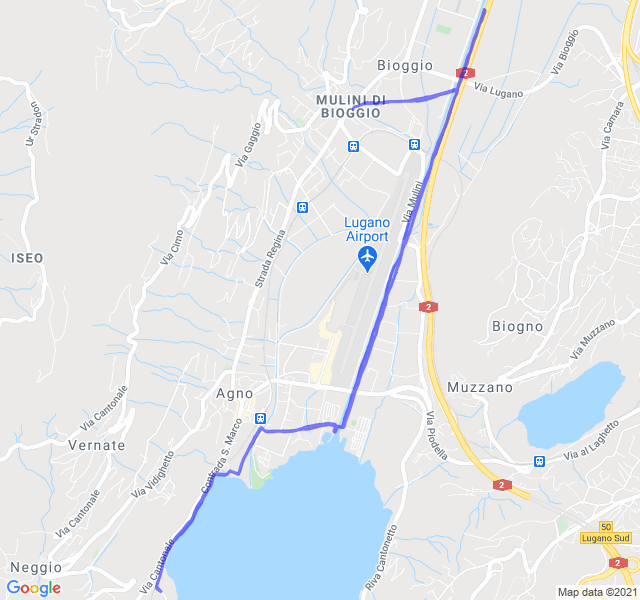 Bioggio
2
Via Lugano
Via Bioggio
MULINI DI
BIOGGIO
Ur Strapou
Via Camara
Via Gaggio
Via Mulini
Lugano
Airport
Via Cimo
Strada Regina
ISEO
2
Biogno
Via Muzzano
Agno
Muzzano
Via Cantonale
Contrada S. Marco
Via Piodella
Vernate
Via al Laghetto
Via Vidighetto
2
Via Cantonale
50
Lugano Sud
Neggio
Via Cantonale
Riva Cantonetto
2
Google
Map data ©2021